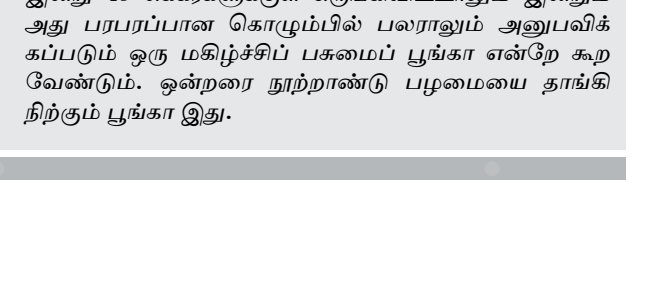 அது பரபரப்பான கொழும்பில் பலராலும் அனுபவிக்
கப்படும் ஒரு மகிழ்ச்சிப் பசுமைப் பூங்கா என்றே கூற
வேண்டும். ஒன்றரை நூற்றாண்டு பழமையை தாங்கி
நிற்கும் பூங்கா இது.